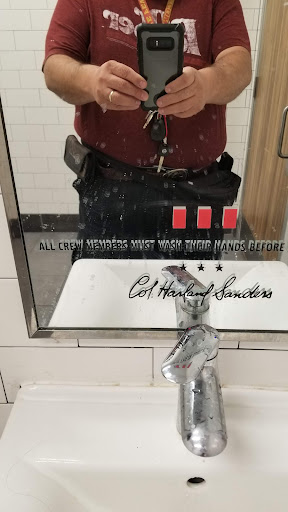 ALL CREW MEMBERS MUST WASH THEIR HANDS BEFORE
Col Harland Sanders